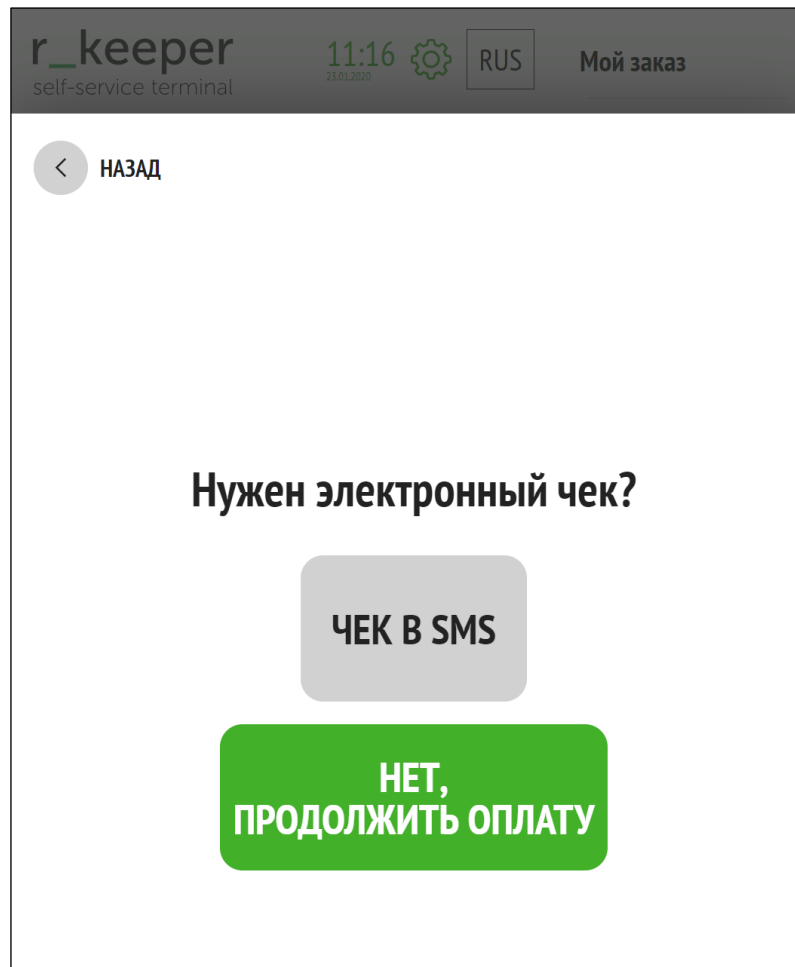 r_keeper
self-service terminal
11:16
23.01.2020
RUS
Мой заказ
НАЗАД
Нужен электронный чек?
ЧЕК В SMS
НЕТ,
ПРОДОЛЖИТЬ ОПЛАТУ